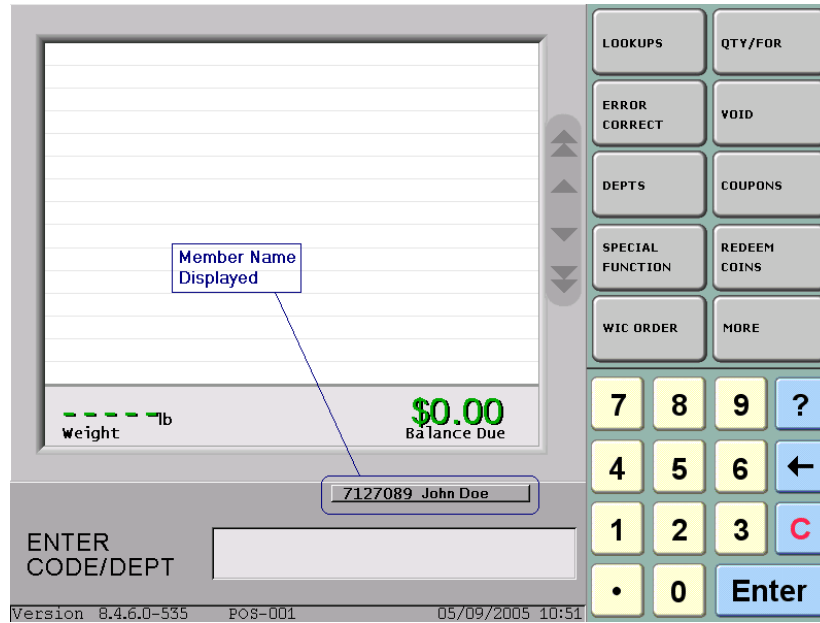 Member Name
Displayed
- - - - - lb
Weight
$0.00
Balance Due
7127089 John Doe
ENTER
CODE/DEPT
Version 8.4.6.0-535 POS-001 05/09/2005 10:51
LOOKUPS
QTY/FOR
ERROR
CORRECT
VOID
DEPTS
COUPONS
SPECIAL
FUNCTION
REDEEM
COINS
WIC ORDER
MORE
7 8 9 ?
4 5 6 ←
1 2 3 C
• 0 Enter